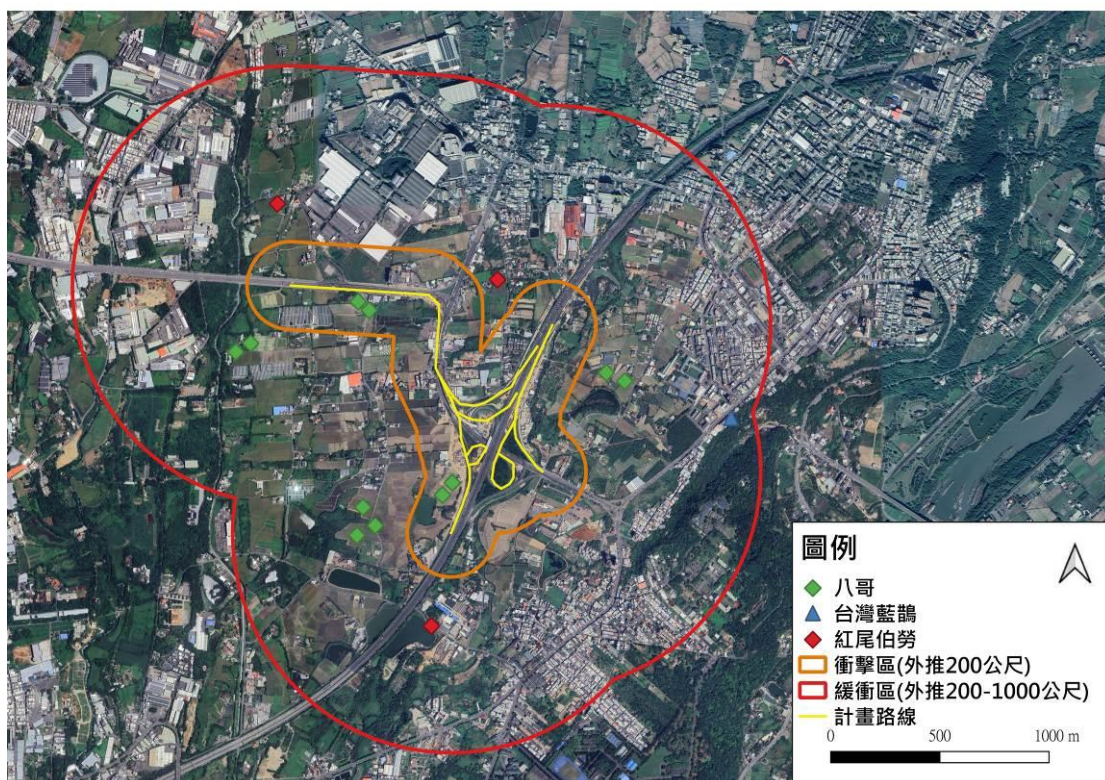 圖例
八哥
台灣藍鵲
紅尾伯勞
衝擊區(外推200公尺)
緩衝區(外推200-1000公尺)
計畫路線
0 500 1000 m